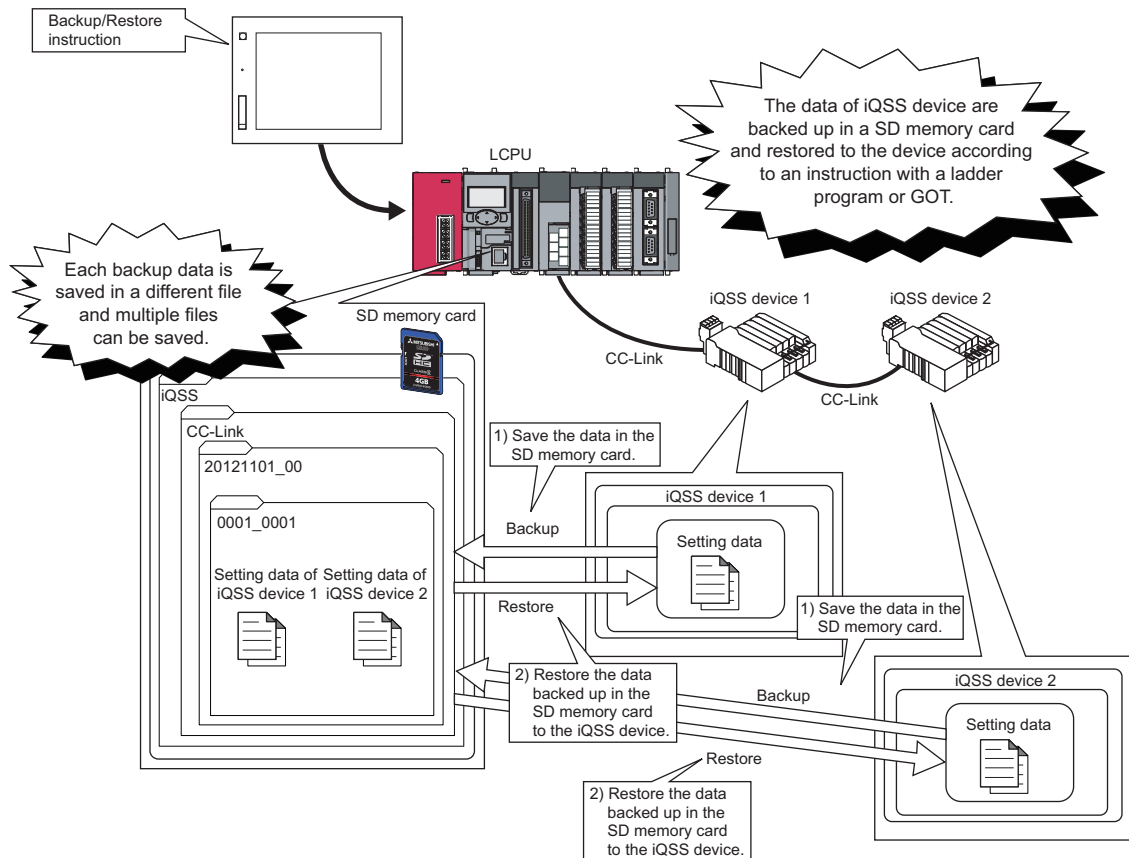 Backup/Restore
instruction
LCPU
The data of iQSS device are
backed up in a SD memory card
and restored to the device according
to an instruction with a ladder
program or GOT.
Each backup data is
saved in a different file
and multiple files
can be saved.
SD memory card
MITSUBISHI
4GB
iQSS device 1
iQSS device 2
CC-Link
CC-Link
iQSS
CC-Link
20121101_00
0001_0001
Setting data of
iQSS device 1
Setting data of
iQSS device 2
1) Save the data in the
SD memory card.
Backup
Restore
iQSS device 1
Setting data
1) Save the data in the
SD memory card.
2) Restore the data
backed up in the
SD memory card
to the iQSS device.
Backup
Restore
iQSS device 2
Setting data
2) Restore the data
backed up in the
SD memory card
to the iQSS device.